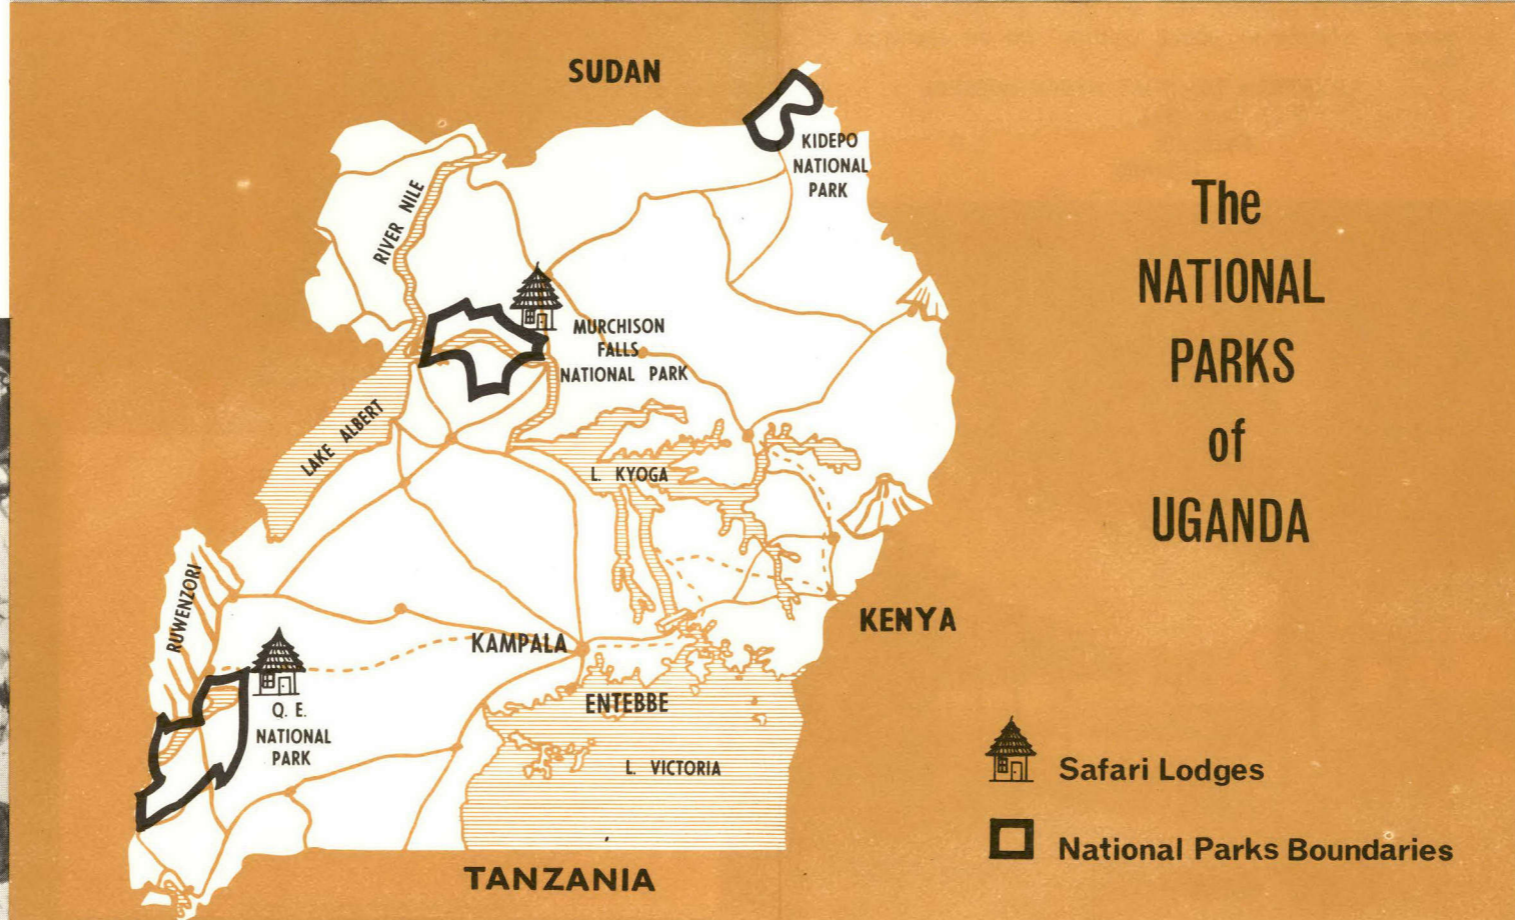 SUDAN
KIDEPO
NATIONAL
PARK
RIVER NILE
The
NATIONAL
PARKS
of
UGANDA
MURCHISON
FALLS
NATIONAL PARK
LAKE ALBERT
L. KYOGA
RUWENZORI
KAMPALA
KENYA
ENTEBBE
Q. E.
NATIONAL
PARK
L. VICTORIA
Safari Lodges
National Parks Boundaries
TANZANIA